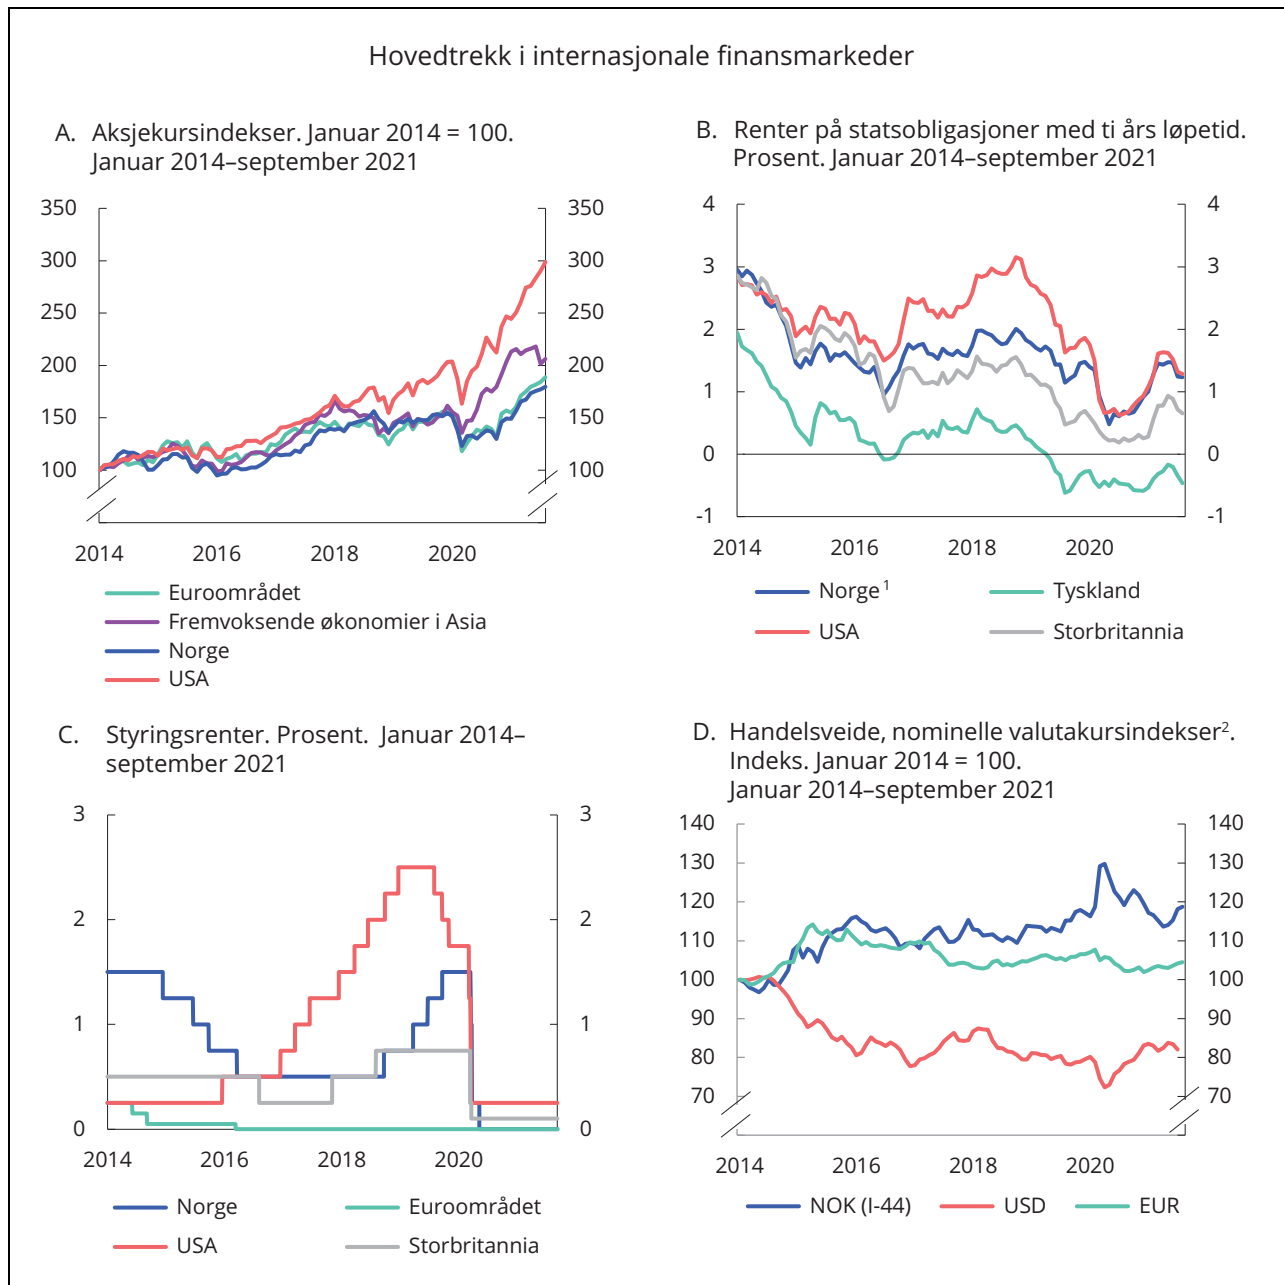 Hovedtrekk i internasjonale finansmarkeder
A. Aksjekursindekser. Januar 2014 = 100.
Januar 2014–september 2021
350 350
300 300
250 250
200 200
150 150
100 100
2014 2016 2018 2020
Euroområdet
Fremvoksende økonomier i Asia
Norge
USA
B. Renter på statsobligasjoner med ti års løpetid.
Prosent. Januar 2014–september 2021
4 4
3 3
2 2
1 1
0 0
-1 -1
2014 2016 2018 2020
Norge¹ Tyskland
USA Storbritannia
C. Styringsrenter. Prosent. Januar 2014–
september 2021
3 3
2 2
1 1
0 0
2014 2016 2018 2020
Norge Euroområdet
USA Storbritannia
D. Handelsveide, nominelle valutakursindekser².
Indeks. Januar 2014 = 100.
Januar 2014–september 2021
140 140
130 130
120 120
110 110
100 100
90 90
80 80
70 70
2014 2016 2018 2020
NOK (I-44) USD EUR